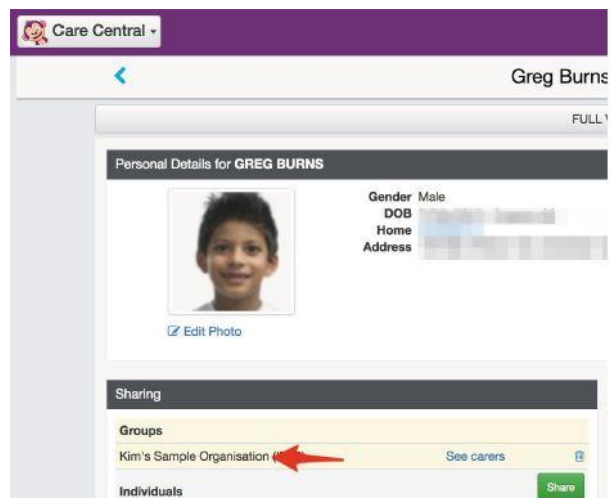 Care Central
Greg Burns
FULL
Personal Details for GREG BURNS
Gender Male
DOB
Home
Address
Edit Photo
Sharing
Groups
Kim's Sample Organisation See carers
Individuals Share